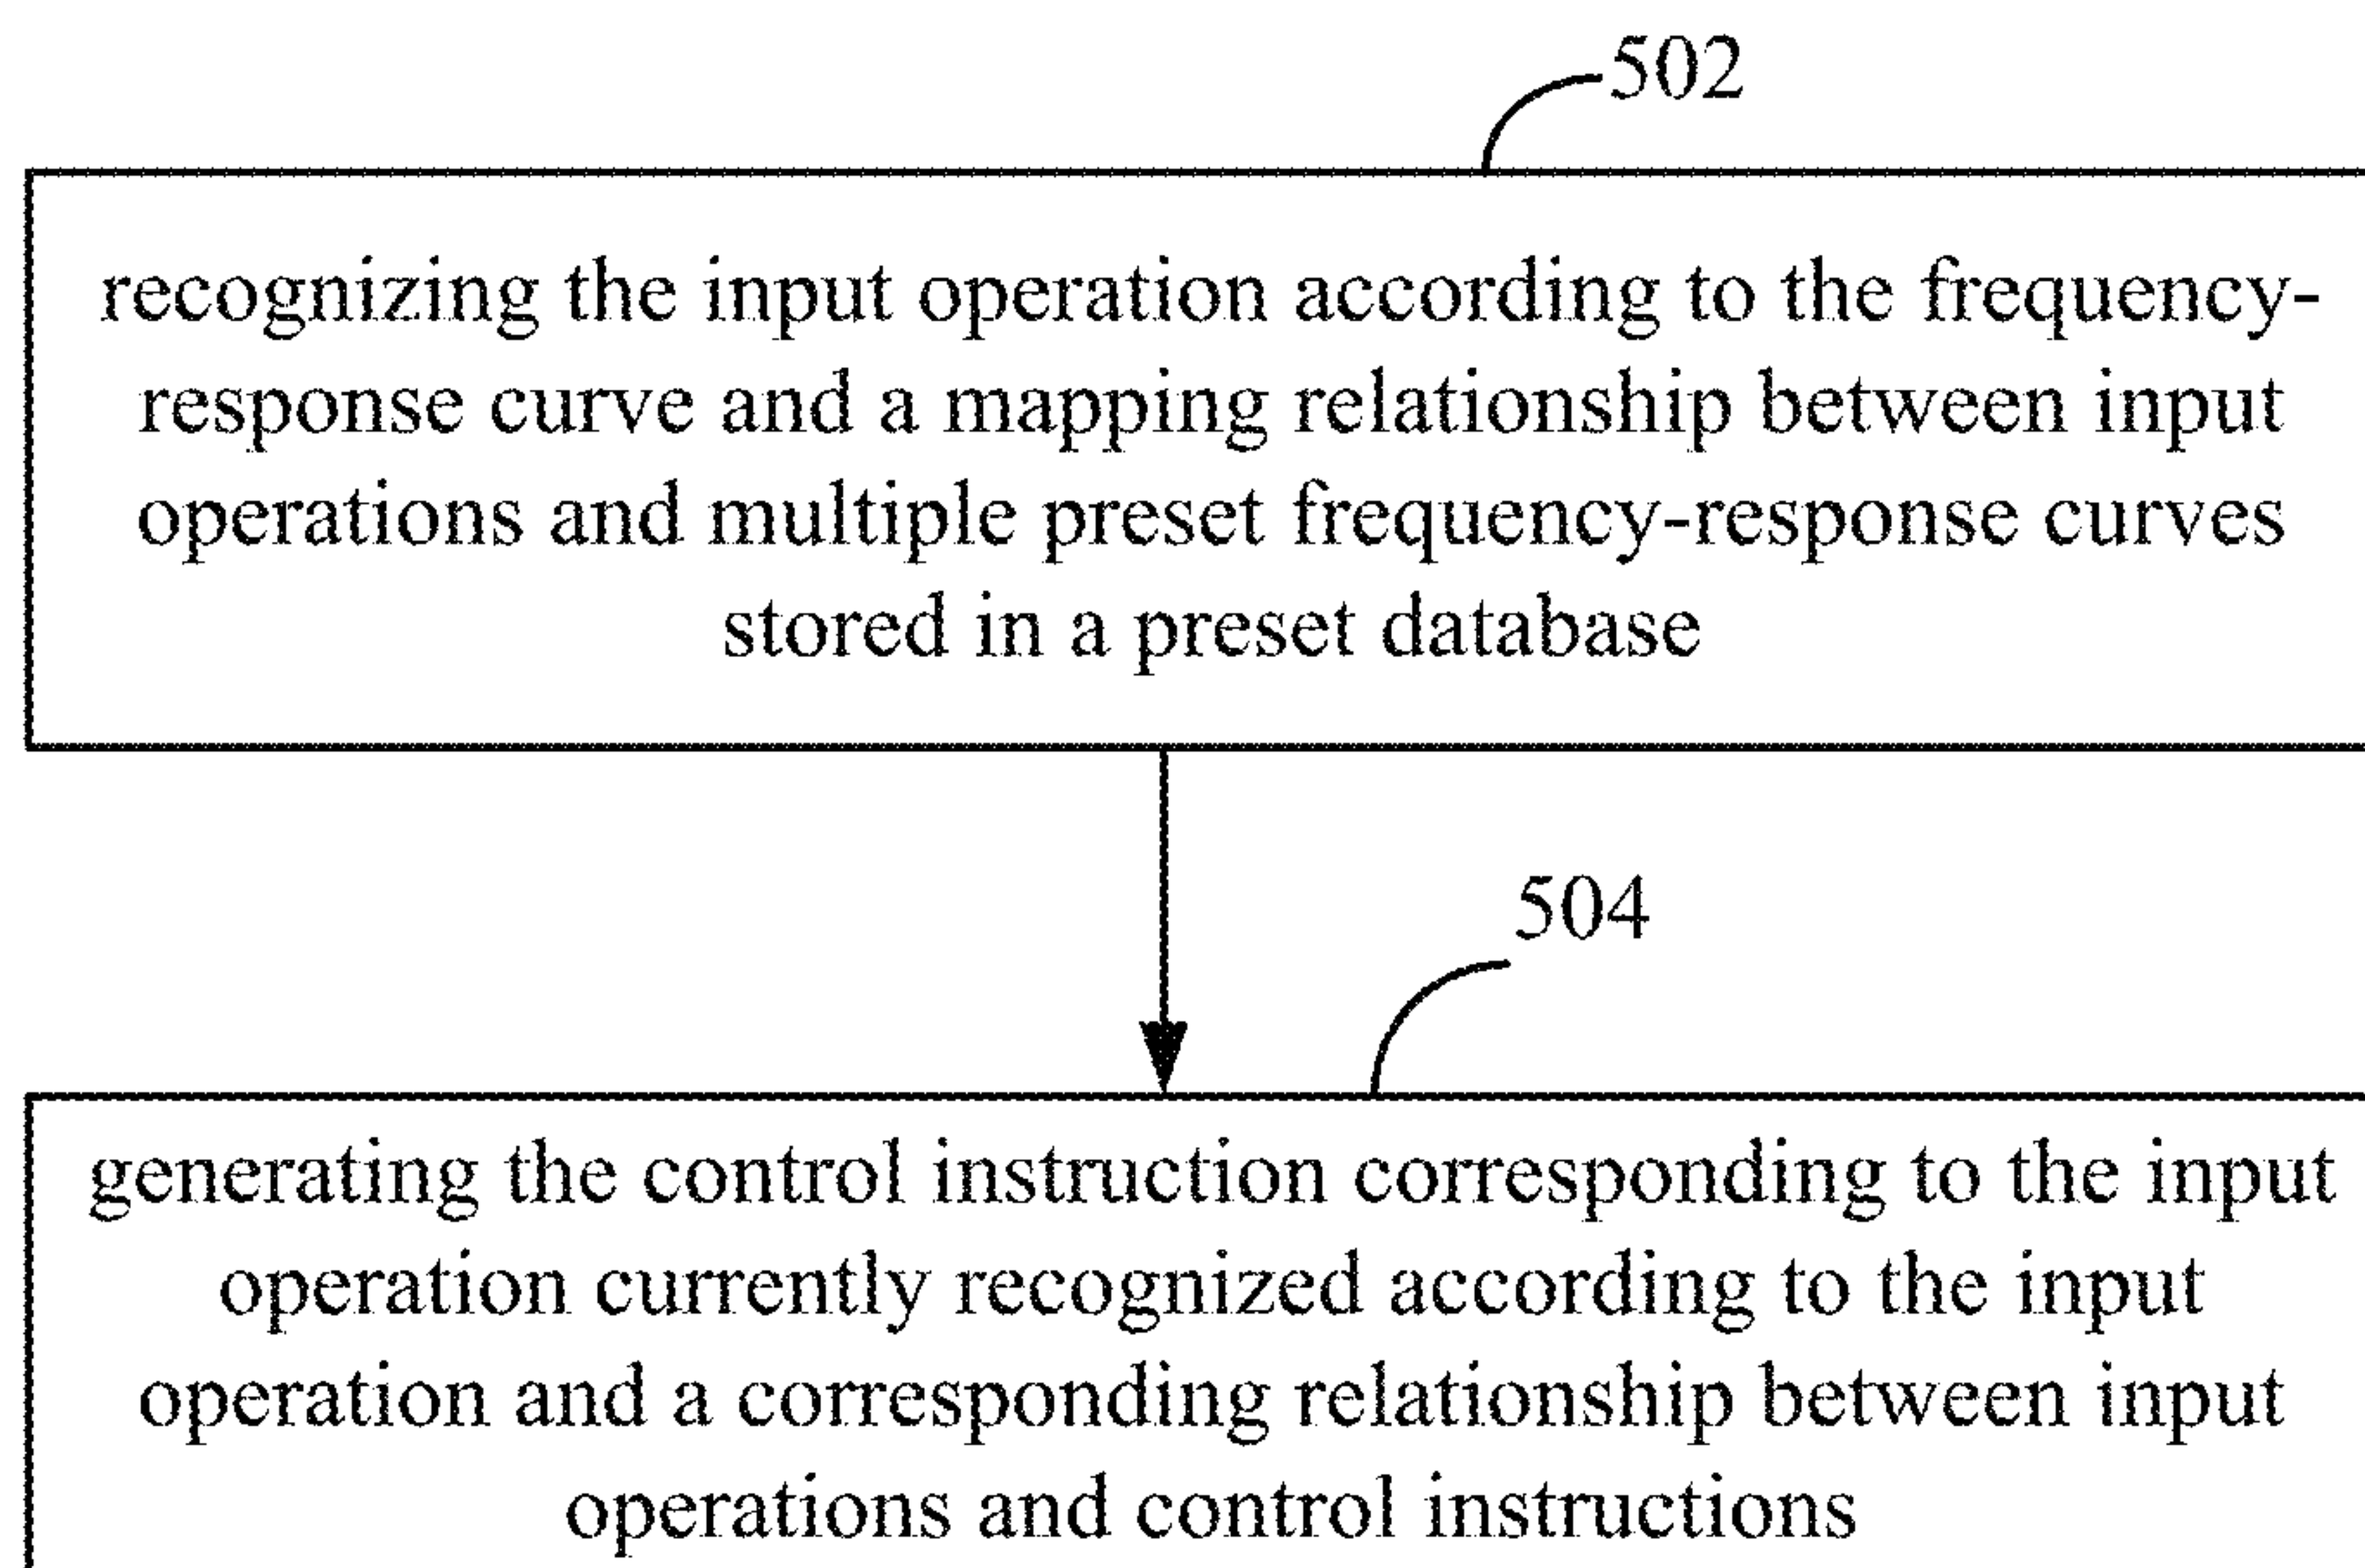 502
recognizing the input operation according to the frequency-
response curve and a mapping relationship between input
operations and multiple preset frequency-response curves
stored in a preset database
504
generating the control instruction corresponding to the input
operation currently recognized according to the input
operation and a corresponding relationship between input
operations and control instructions